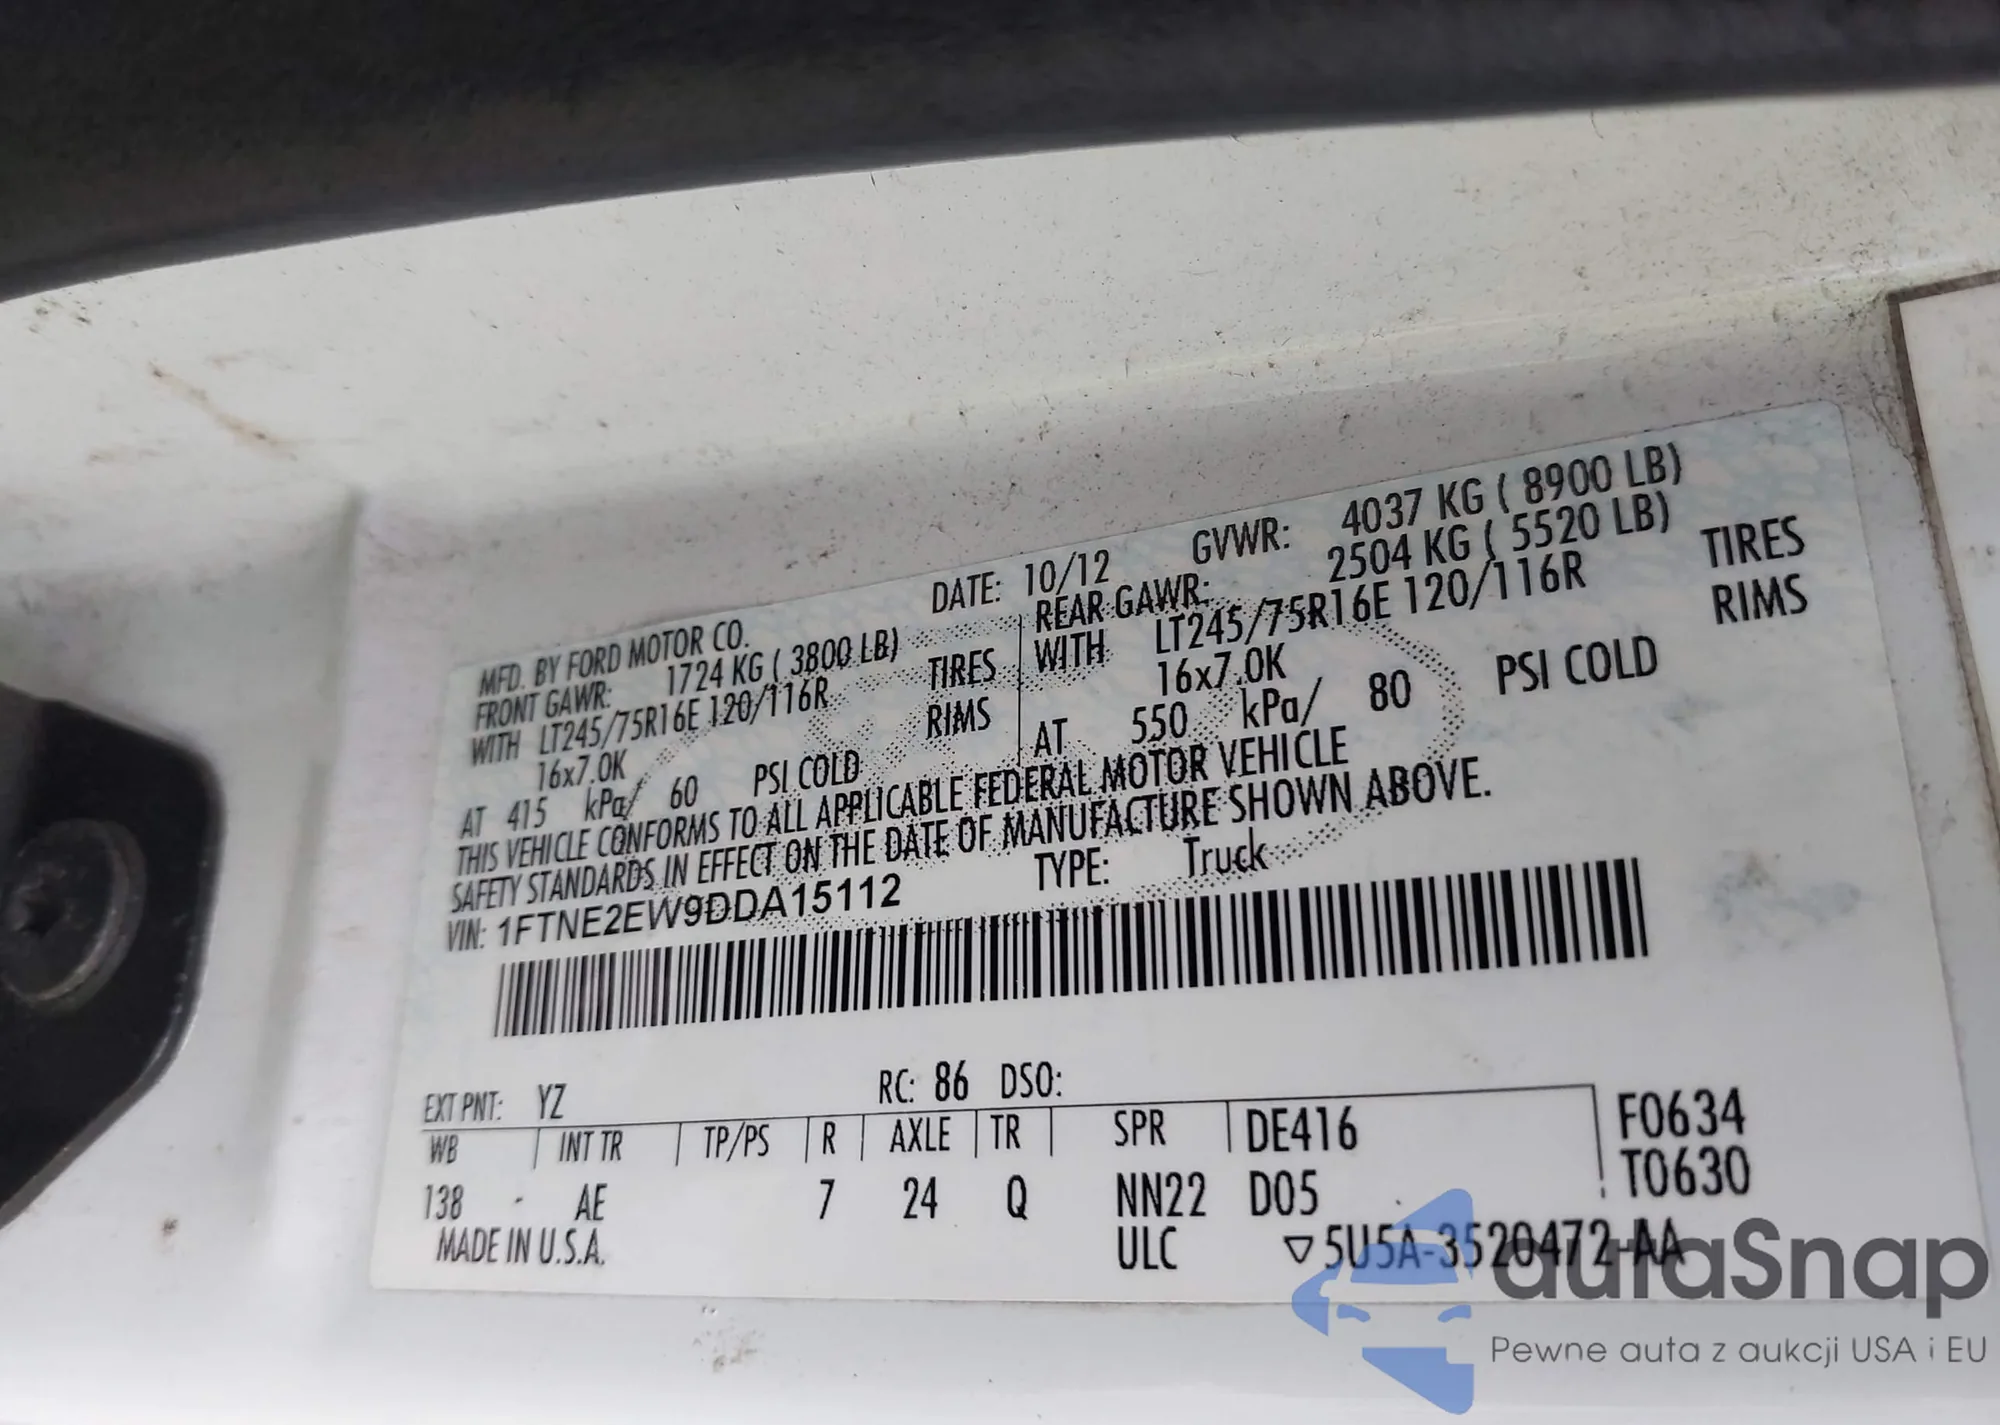 MFD. BY FORD MOTOR CO. DATE: 10/12 GVWR: 4037 KG ( 8900 LB)
FRONT GAWR: 1724 KG ( 3800 LB) REAR GAWR: 2504 KG ( 5520 LB)
WITH LT245/75R16E 120/116R TIRES WITH LT245/75R16E 120/116R TIRES
16x7.0K RIMS 16x7.0K RIMS
AT 415 kPa/ 60 PSI COLD AT 550 kPa/ 80 PSI COLD
THIS VEHICLE CONFORMS TO ALL APPLICABLE FEDERAL MOTOR VEHICLE
SAFETY STANDARDS IN EFFECT ON THE DATE OF MANUFACTURE SHOWN ABOVE.
VIN: 1FTNE2EW9DDA15112 TYPE: Truck
EXT PNT: YZ RC: 86 DSO:
WB INT TR TP/PS R AXLE TR SPR DE416 F0634
138 - AE 7 24 Q NN22 D05 T0630
MADE IN U.S.A. ULC ▽5U5A-3520472-AA
autaSnap
Pewne auta z aukcji USA i EU